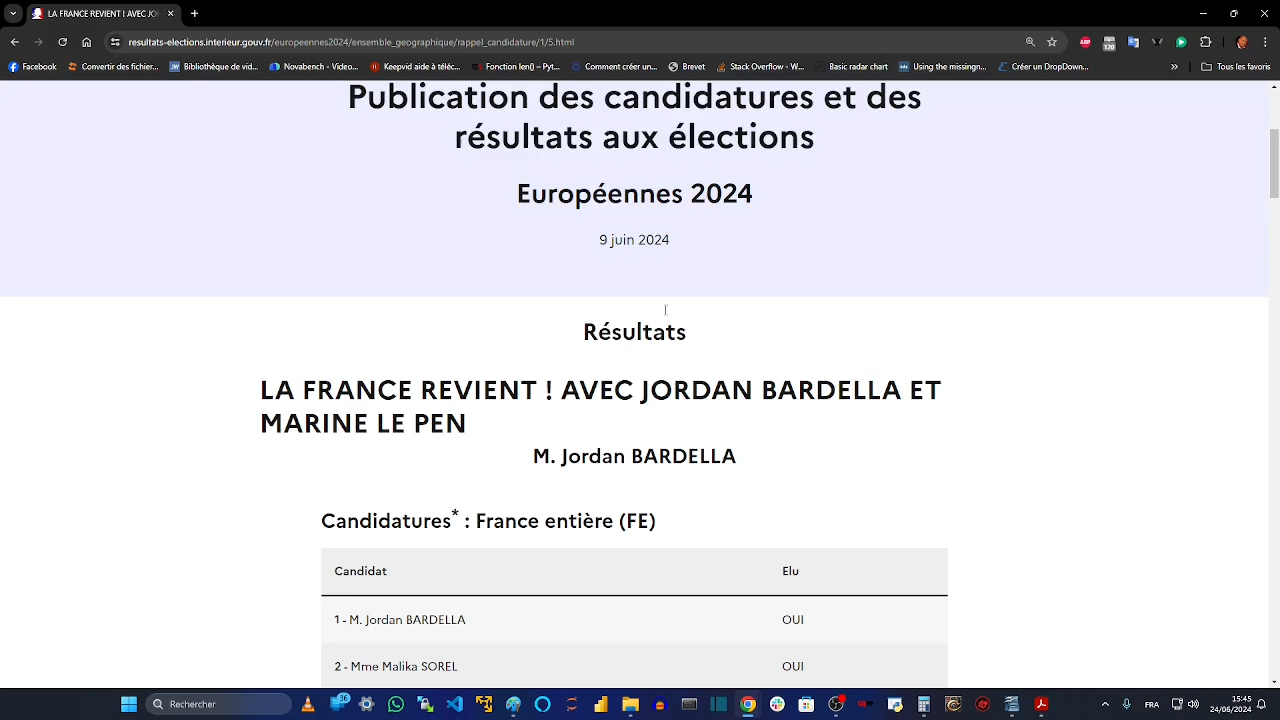 LA FRANCE REVIENT ! AVEC JO
resultats-elections.interieur.gouv.fr/europeennes2024/ensemble_geographique/rappel_candidature/1/5.html
Facebook Convertir des fichier... Bibliothèque de vid... Novabench - Video... Keepvid aide à téléc... Fonction len() – Pyt... Comment créer un... Brevet Stack Overflow - W... Basic radar chart Using the missingn... Créer un DropDown... » Tous les favoris
Publication des candidatures et des
résultats aux élections
Européennes 2024
9 juin 2024
Résultats
LA FRANCE REVIENT ! AVEC JORDAN BARDELLA ET
MARINE LE PEN
M. Jordan BARDELLA
Candidatures* : France entière (FE)
Candidat Elu
1 - M. Jordan BARDELLA OUI
2 - Mme Malika SOREL OUI
Rechercher
FRA
15:45
24/06/2024